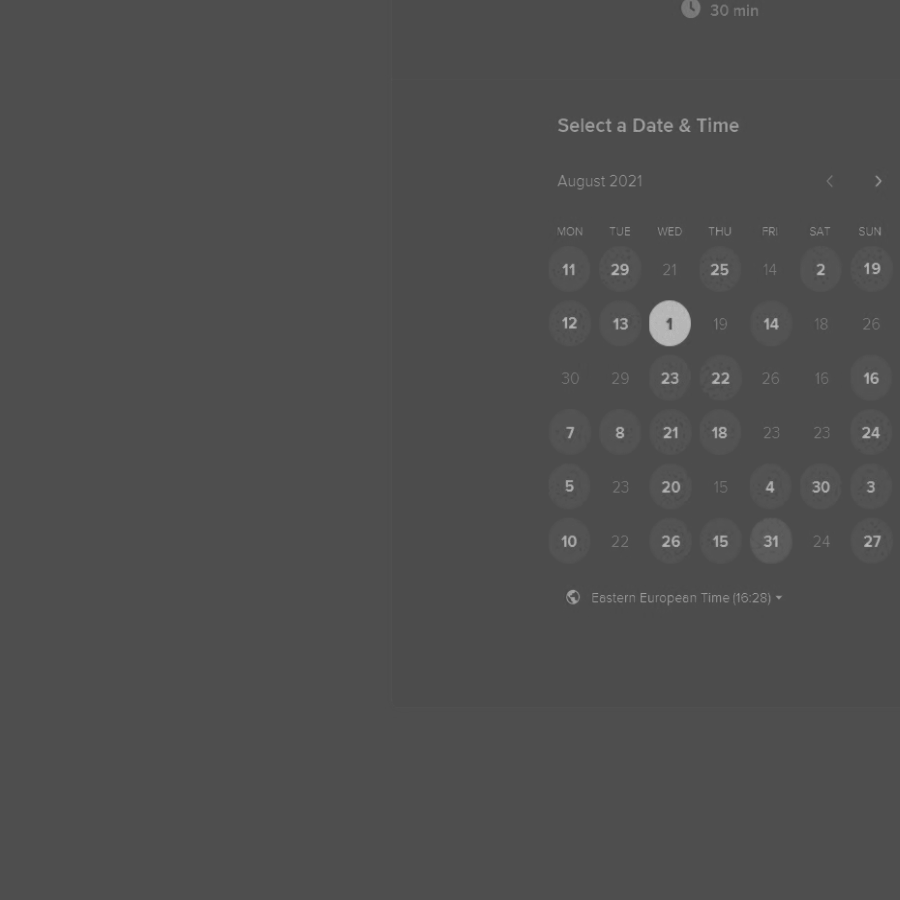 30 min
Select a Date & Time
August 2021
MON TUE WED THU FRI SAT SUN
11 29 21 25 14 2 19
12 13 1 19 14 18 26
30 29 23 22 26 16 16
7 8 21 18 23 23 24
5 23 20 15 4 30 3
10 22 26 15 31 24 27
Eastern European Time (16:28)